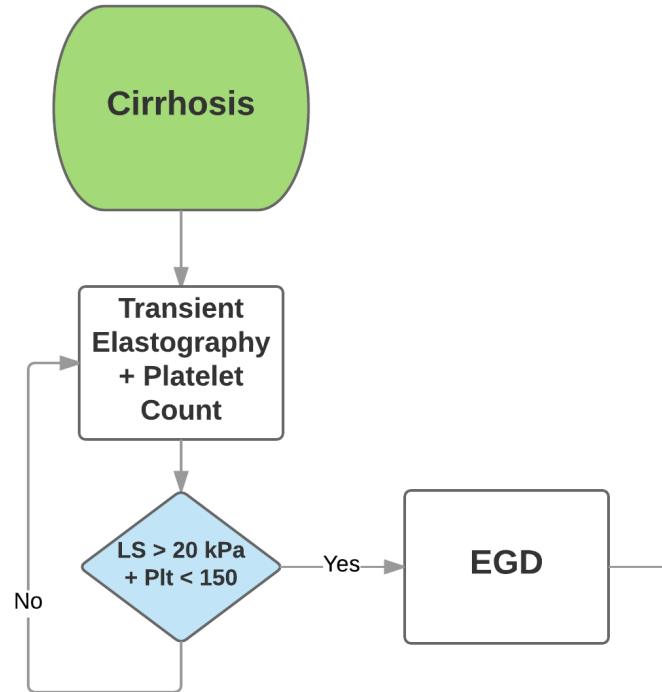 Cirrhosis
Transient
Elastography
+ Platelet
Count
LS > 20 kPa
+ Plt < 150
Yes
EGD
No